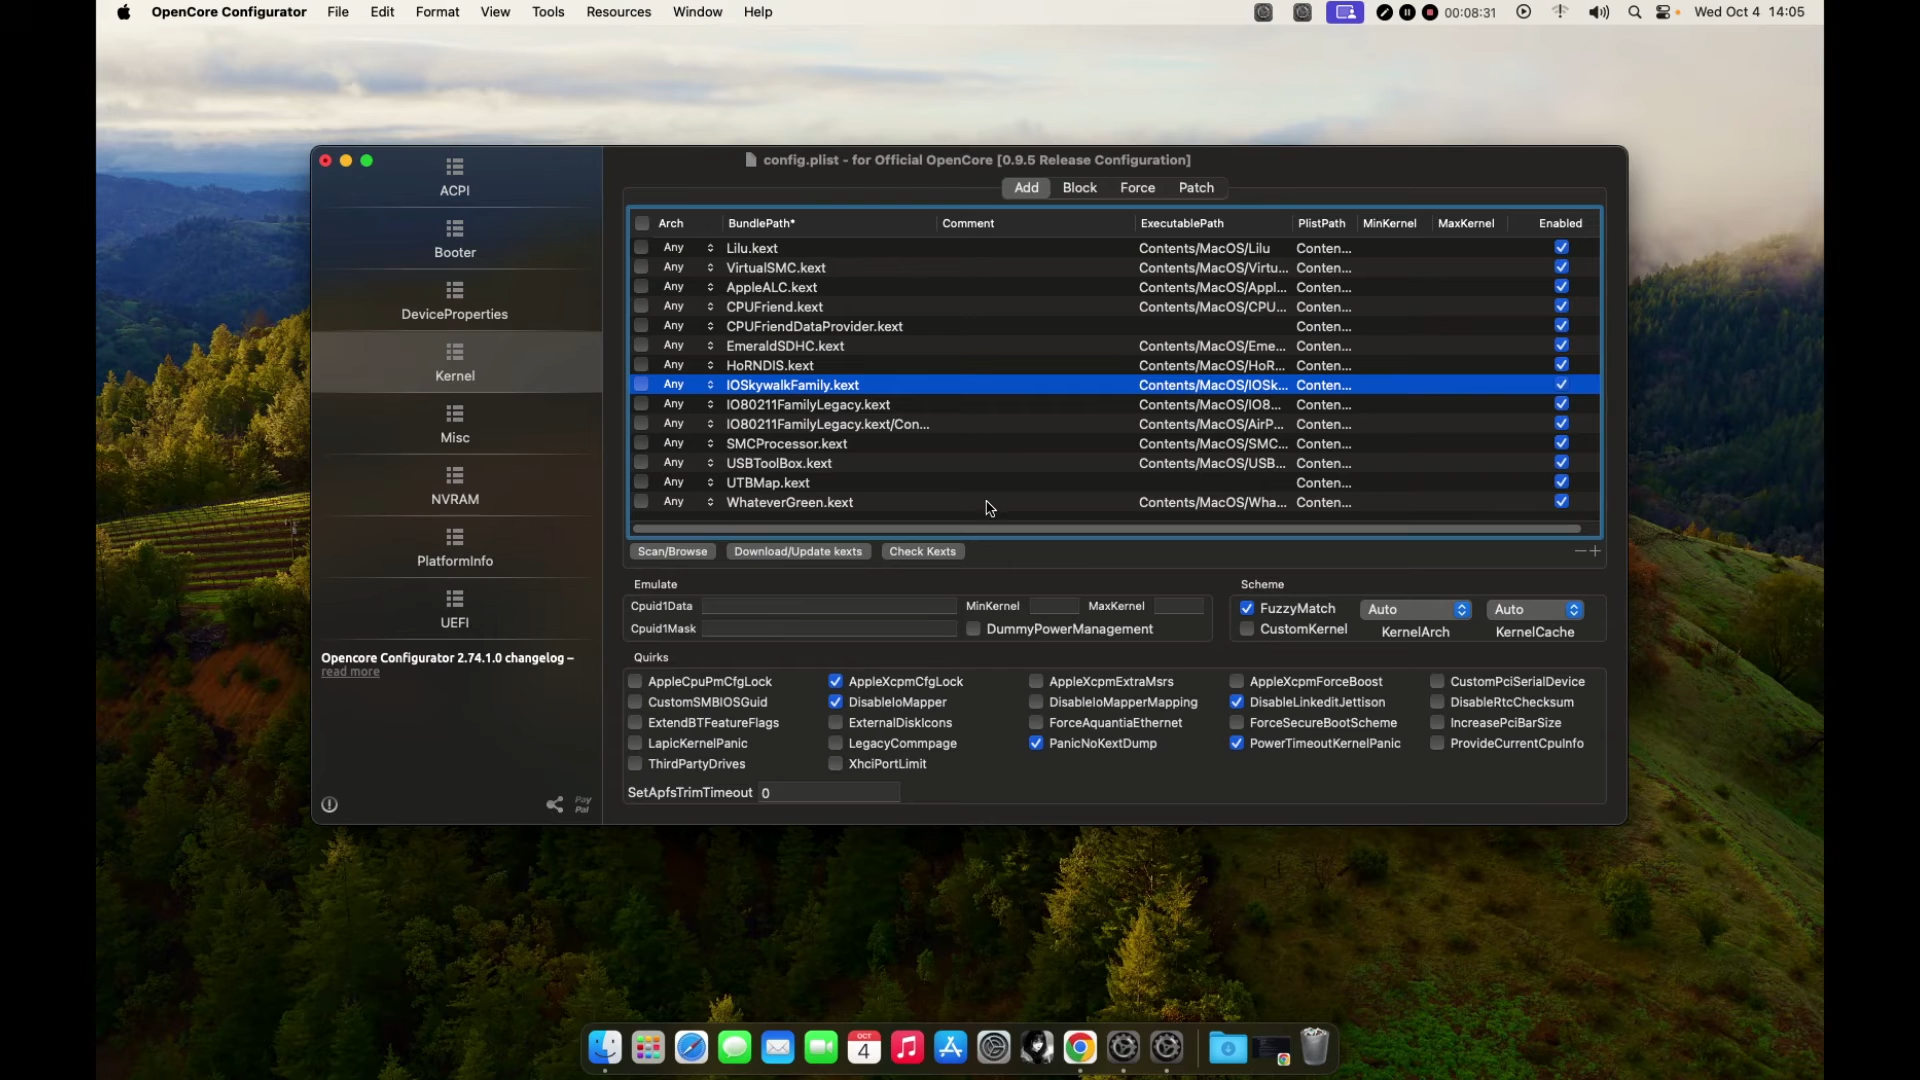 OpenCore Configurator File Edit Format View Tools Resources Window Help 00:08:31 Wed Oct 4 14:05
config.plist - for Official OpenCore [0.9.5 Release Configuration]
ACPI
Booter
DeviceProperties
Kernel
Misc
NVRAM
PlatformInfo
UEFI
Opencore Configurator 2.74.1.0 changelog –
read more
Pay
Pal
Add Block Force Patch
Arch BundlePath* Comment ExecutablePath PlistPath MinKernel MaxKernel Enabled
Any Lilu.kext Contents/MacOS/Lilu Conten...
Any VirtualSMC.kext Contents/MacOS/Virtu... Conten...
Any AppleALC.kext Contents/MacOS/Appl... Conten...
Any CPUFriend.kext Contents/MacOS/CPU... Conten...
Any CPUFriendDataProvider.kext Conten...
Any EmeraldSDHC.kext Contents/MacOS/Eme... Conten...
Any HoRNDIS.kext Contents/MacOS/HoR... Conten...
Any IOSkywalkFamily.kext Contents/MacOS/IOSk... Conten...
Any IO80211FamilyLegacy.kext Contents/MacOS/IO8... Conten...
Any IO80211FamilyLegacy.kext/Con... Contents/MacOS/AirP... Conten...
Any SMCProcessor.kext Contents/MacOS/SMC... Conten...
Any USBToolBox.kext Contents/MacOS/USB... Conten...
Any UTBMap.kext Conten...
Any WhateverGreen.kext Contents/MacOS/Wha... Conten...
Scan/Browse Download/Update kexts Check Kexts
Emulate Scheme
Cpuid1Data MinKernel MaxKernel FuzzyMatch Auto Auto
Cpuid1Mask DummyPowerManagement CustomKernel KernelArch KernelCache
Quirks
AppleCpuPmCfgLock AppleXcpmCfgLock AppleXcpmExtraMsrs AppleXcpmForceBoost CustomPciSerialDevice
CustomSMBIOSGuid DisableIoMapper DisableIoMapperMapping DisableLinkeditJettison DisableRtcChecksum
ExtendBTFeatureFlags ExternalDiskIcons ForceAquantiaEthernet ForceSecureBootScheme IncreasePciBarSize
LapicKernelPanic LegacyCommpage PanicNoKextDump PowerTimeoutKernelPanic ProvideCurrentCpuInfo
ThirdPartyDrives XhciPortLimit
SetApfsTrimTimeout 0
OCT
4